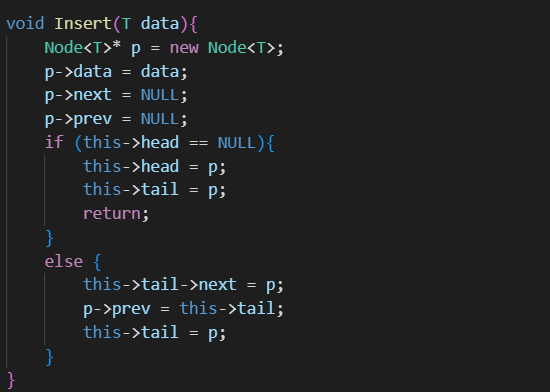 void Insert(T data){
    Node<T>* p = new Node<T>;
    p->data = data;
    p->next = NULL;
    p->prev = NULL;
    if (this->head == NULL){
        this->head = p;
        this->tail = p;
        return;
    }
    else {
        this->tail->next = p;
        p->prev = this->tail;
        this->tail = p;
    }
}